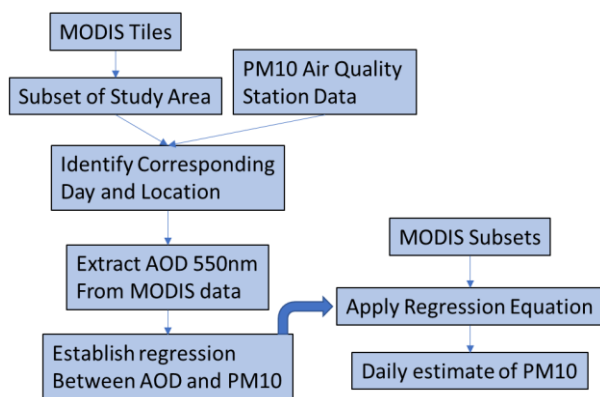 MODIS Tiles
Subset of Study Area
PM10 Air Quality
Station Data
Identify Corresponding
Day and Location
Extract AOD 550nm
From MODIS data
Establish regression
Between AOD and PM10
MODIS Subsets
Apply Regression Equation
Daily estimate of PM10